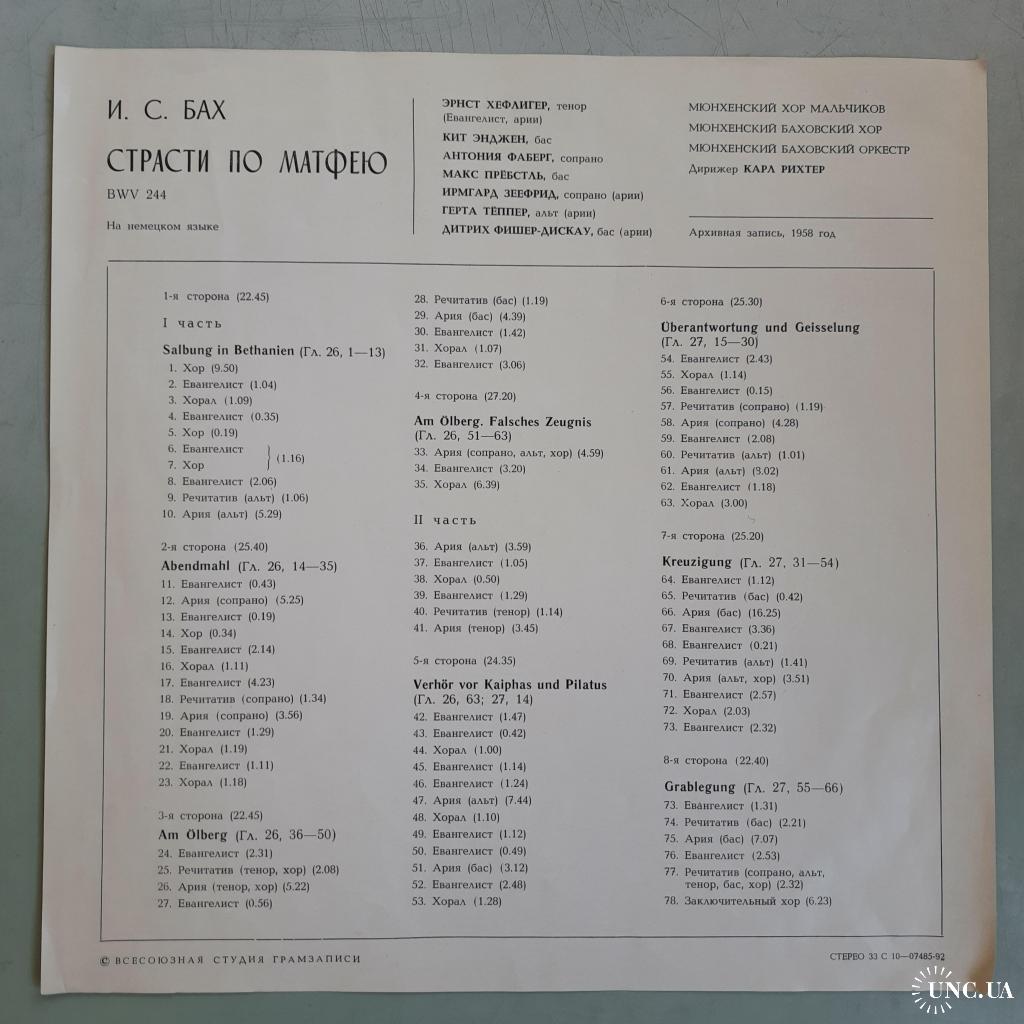 И. С. БАХ
СТРАСТИ ПО МАТФЕЮ
BWV 244
На немецком языке
ЭРНСТ ХЕФЛИГЕР, тенор
(Евангелист, арии)
КИТ ЭНДЖЕН, бас
АНТОНИЯ ФАБЕРГ, сопрано
МАКС ПРЁБСТЛЬ, бас
ИРМГАРД ЗЕЕФРИД, сопрано (арии)
ГЕРТА ТЁППЕР, альт (арии)
ДИТРИХ ФИШЕР-ДИСКАУ, бас (арии)
МЮНХЕНСКИЙ ХОР МАЛЬЧИКОВ
МЮНХЕНСКИЙ БАХОВСКИЙ ХОР
МЮНХЕНСКИЙ БАХОВСКИЙ ОРКЕСТР
Дирижер КАРЛ РИХТЕР
Архивная запись, 1958 год
1-я сторона (22.45)
I часть
Salbung in Bethanien (Гл. 26, 1—13)
1. Хор (9.50)
2. Евангелист (1.04)
3. Хорал (1.09)
4. Евангелист (0.35)
5. Хор (0.19)
6. Евангелист
7. Хор
(1.16)
8. Евангелист (2.06)
9. Речитатив (альт) (1.06)
10. Ария (альт) (5.29)
2-я сторона (25.40)
Abendmahl (Гл. 26, 14—35)
11. Евангелист (0.43)
12. Ария (сопрано) (5.25)
13. Евангелист (0.19)
14. Хор (0.34)
15. Евангелист (2.14)
16. Хорал (1.11)
17. Евангелист (4.23)
18. Речитатив (сопрано) (1.34)
19. Ария (сопрано) (3.56)
20. Евангелист (1.29)
21. Хорал (1.19)
22. Евангелист (1.11)
23. Хорал (1.18)
3-я сторона (22.45)
Am Ölberg (Гл. 26, 36—50)
24. Евангелист (2.31)
25. Речитатив (тенор, хор) (2.08)
26. Ария (тенор, хор) (5.22)
27. Евангелист (0.56)
28. Речитатив (бас) (1.19)
29. Ария (бас) (4.39)
30. Евангелист (1.42)
31. Хорал (1.07)
32. Евангелист (3.06)
4-я сторона (27.20)
Am Ölberg. Falsches Zeugnis
(Гл. 26, 51—63)
33. Ария (сопрано, альт, хор) (4.59)
34. Евангелист (3.20)
35. Хорал (6.39)
II часть
36. Ария (альт) (3.59)
37. Евангелист (1.05)
38. Хорал (0.50)
39. Евангелист (1.29)
40. Речитатив (тенор) (1.14)
41. Ария (тенор) (3.45)
5-я сторона (24.35)
Verhör vor Kaiphas und Pilatus
(Гл. 26, 63; 27, 14)
42. Евангелист (1.47)
43. Евангелист (0.42)
44. Хорал (1.00)
45. Евангелист (1.14)
46. Евангелист (1.24)
47. Ария (альт) (7.44)
48. Хорал (1.10)
49. Евангелист (1.12)
50. Евангелист (0.49)
51. Ария (бас) (3.12)
52. Евангелист (2.48)
53. Хорал (1.28)
6-я сторона (25.30)
Überantwortung und Geisselung
(Гл. 27, 15—30)
54. Евангелист (2.43)
55. Хорал (1.14)
56. Евангелист (0.15)
57. Речитатив (сопрано) (1.19)
58. Ария (сопрано) (4.28)
59. Евангелист (2.08)
60. Речитатив (альт) (1.01)
61. Ария (альт) (8.02)
62. Евангелист (1.18)
63. Хорал (3.00)
7-я сторона (25.20)
Kreuzigung (Гл. 27, 31—54)
64. Евангелист (1.12)
65. Речитатив (бас) (0.42)
66. Ария (бас) (16.25)
67. Евангелист (3.36)
68. Евангелист (0.21)
69. Речитатив (альт) (1.41)
70. Ария (альт, хор) (3.51)
71. Евангелист (2.57)
72. Хорал (2.03)
73. Евангелист (2.32)
8-я сторона (22.40)
Grablegung (Гл. 27, 55—66)
73. Евангелист (1.31)
74. Речитатив (бас) (2.21)
75. Ария (бас) (7.07)
76. Евангелист (2.53)
77. Речитатив (сопрано, альт,
тенор, бас, хор) (2.32)
78. Заключительный хор (6.23)
© ВСЕСОЮЗНАЯ СТУДИЯ ГРАМЗАПИСИ
СТЕРЕО 33 С 10—07485-92
UNC.UA